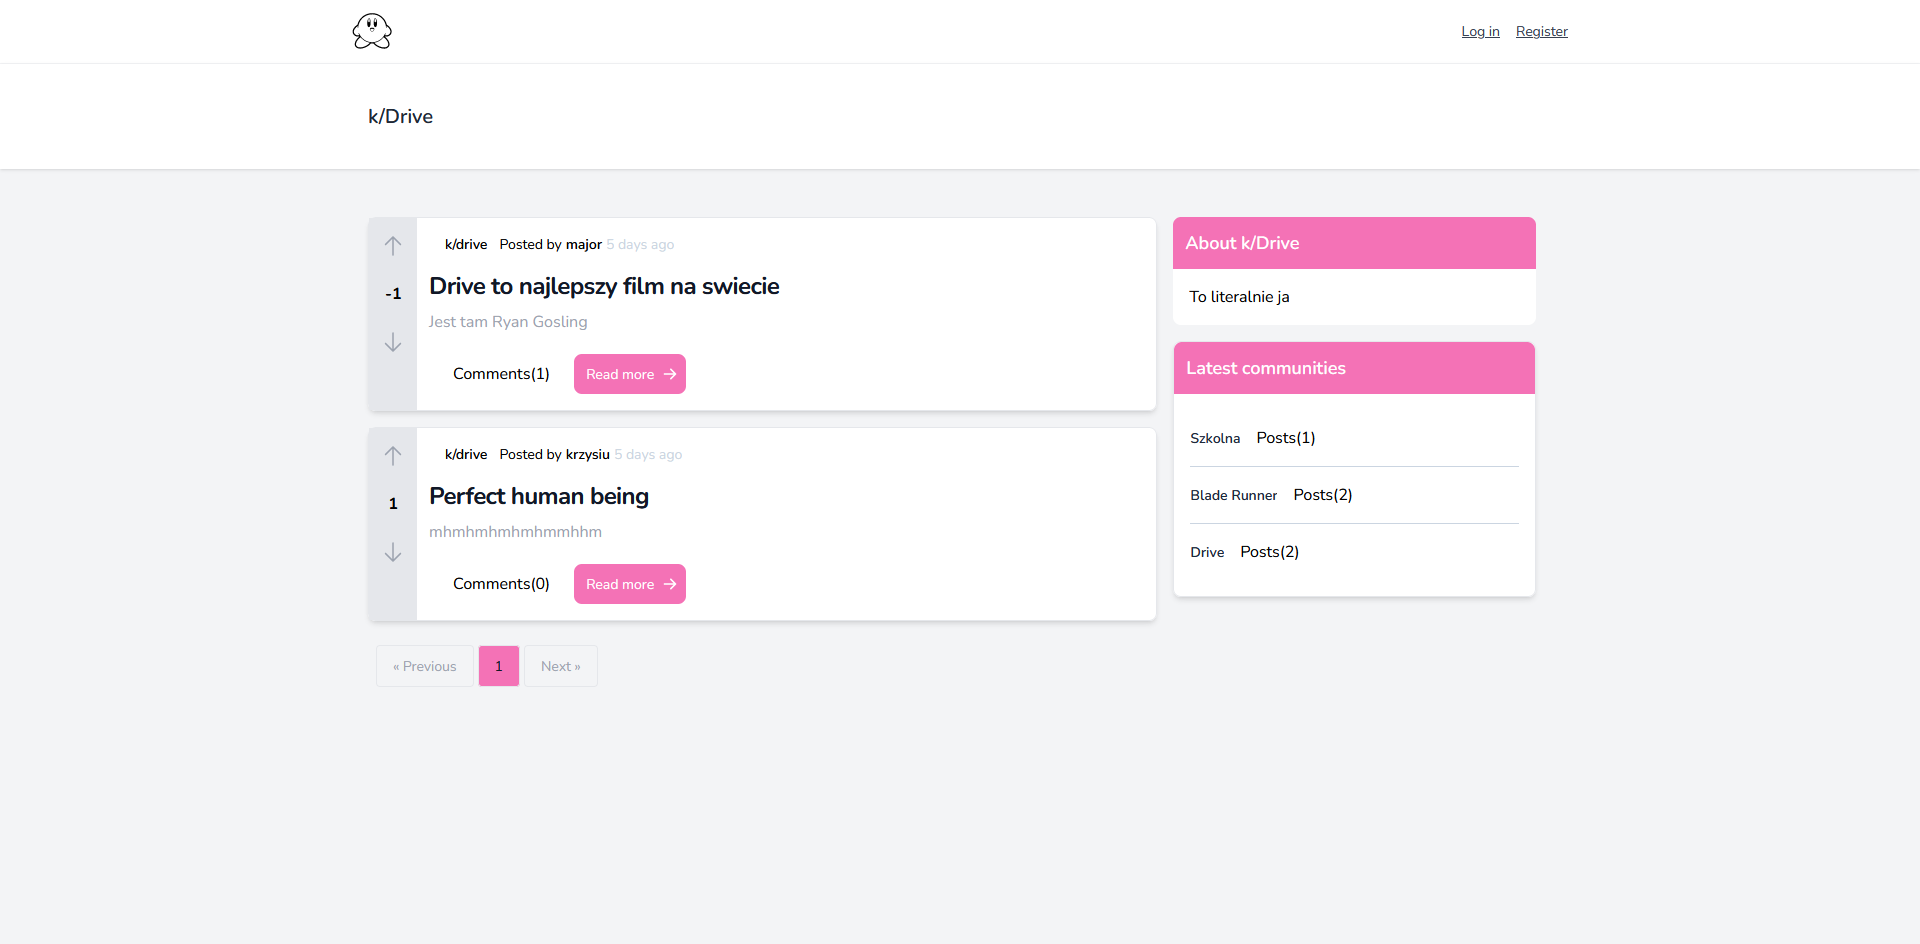 Log in Register
k/Drive
k/drive Posted by major 5 days ago
-1
Drive to najlepszy film na swiecie
Jest tam Ryan Gosling
Comments(1) Read more →
k/drive Posted by krzysiu 5 days ago
1
Perfect human being
mhmhmhmhmhmmhhm
Comments(0) Read more →
« Previous 1 Next »
About k/Drive
To literalnie ja
Latest communities
Szkolna Posts(1)
Blade Runner Posts(2)
Drive Posts(2)